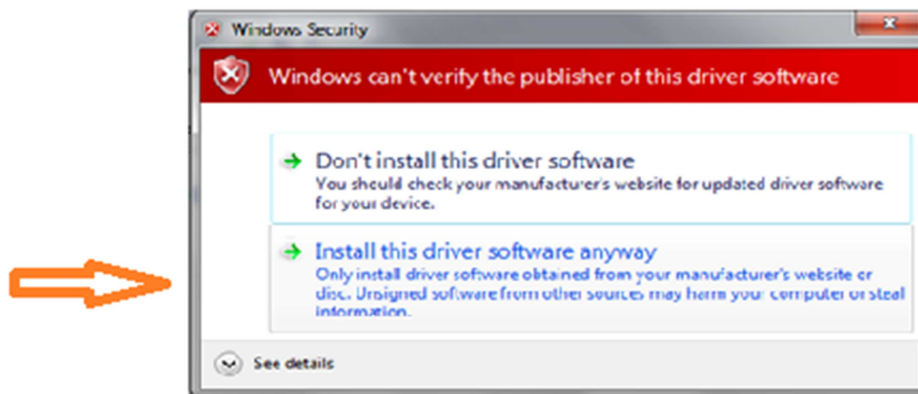 Windows Security
Windows can't verify the publisher of this driver software
Don't install this driver software
You should check your manufacturer's website for updated driver software
for your device.
Install this driver software anyway
Only install driver software obtained from your manufacturer's website or
disc. Unsigned software from other sources may harm your computer or steal
information.
See details